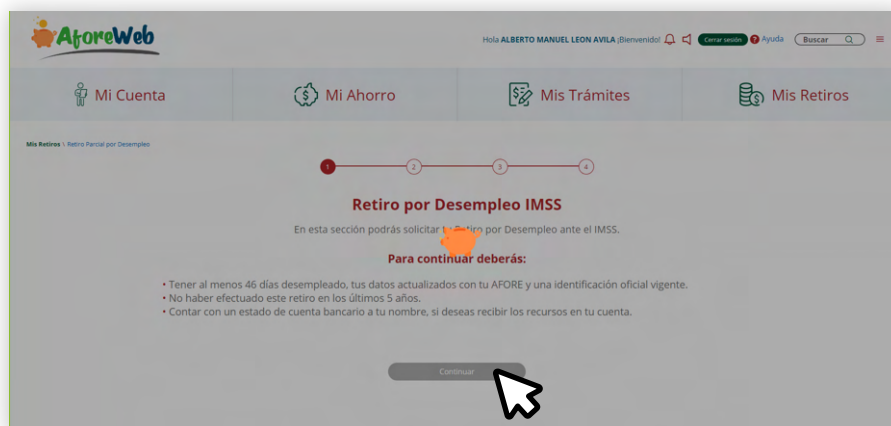 AforeWeb
Hola ALBERTO MANUEL LEON AVILA ¡Bienvenido! Cerrar sesión ? Ayuda Buscar
Mi Cuenta Mi Ahorro Mis Trámites Mis Retiros
Mis Retiros \ Retiro Parcial por Desempleo
1 2 3 4
Retiro por Desempleo IMSS
En esta sección podrás solicitar Retiro por Desempleo ante el IMSS.
Para continuar deberás:
• Tener al menos 46 días desempleado, tus datos actualizados con tu AFORE y una identificación oficial vigente.
• No haber efectuado este retiro en los últimos 5 años.
• Contar con un estado de cuenta bancario a tu nombre, si deseas recibir los recursos en tu cuenta.
Continuar